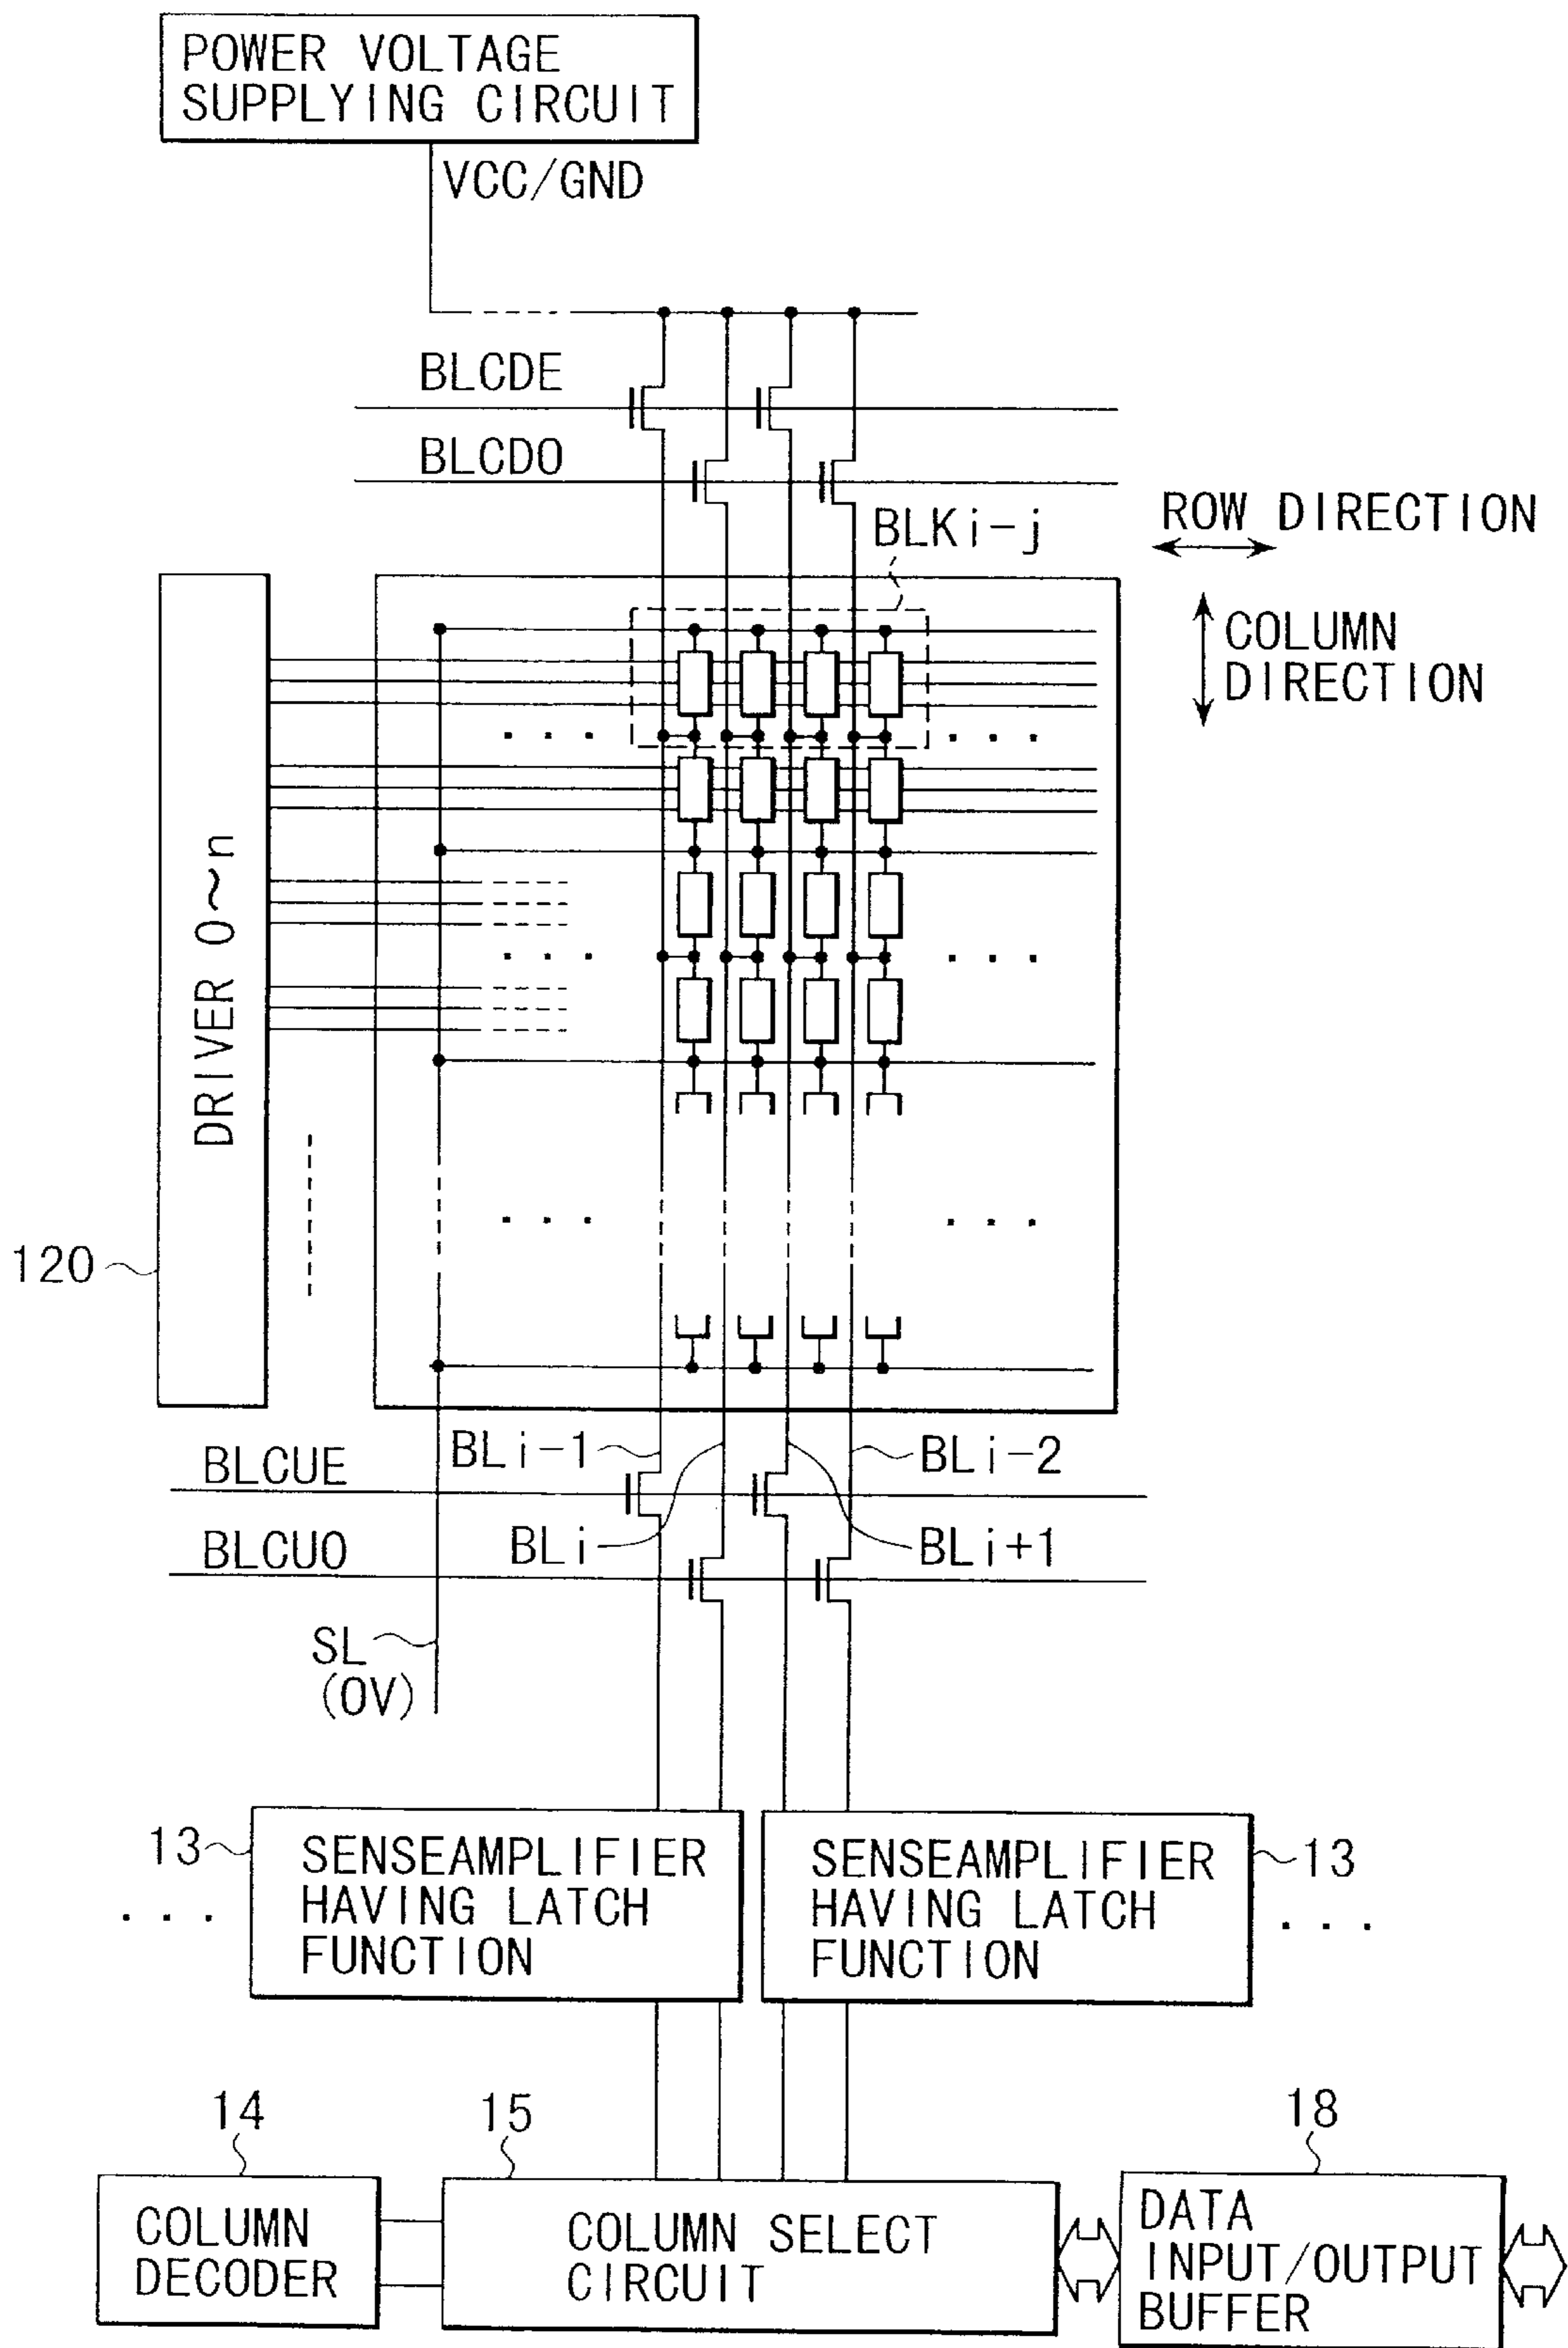 POWER VOLTAGE
SUPPLYING CIRCUIT
VCC/GND
BLCDE
BLCDO
BLKi-j
ROW DIRECTION
COLUMN
DIRECTION
DRIVER 0~n
120
BLi-1
BLi-2
BLCUE
BLi
BLi+1
BLCUO
SL
(0V)
13
SENSEAMPLIFIER
HAVING LATCH
FUNCTION
SENSEAMPLIFIER
HAVING LATCH
FUNCTION
13
14
15
18
COLUMN
DECODER
COLUMN SELECT
CIRCUIT
DATA
INPUT/OUTPUT
BUFFER